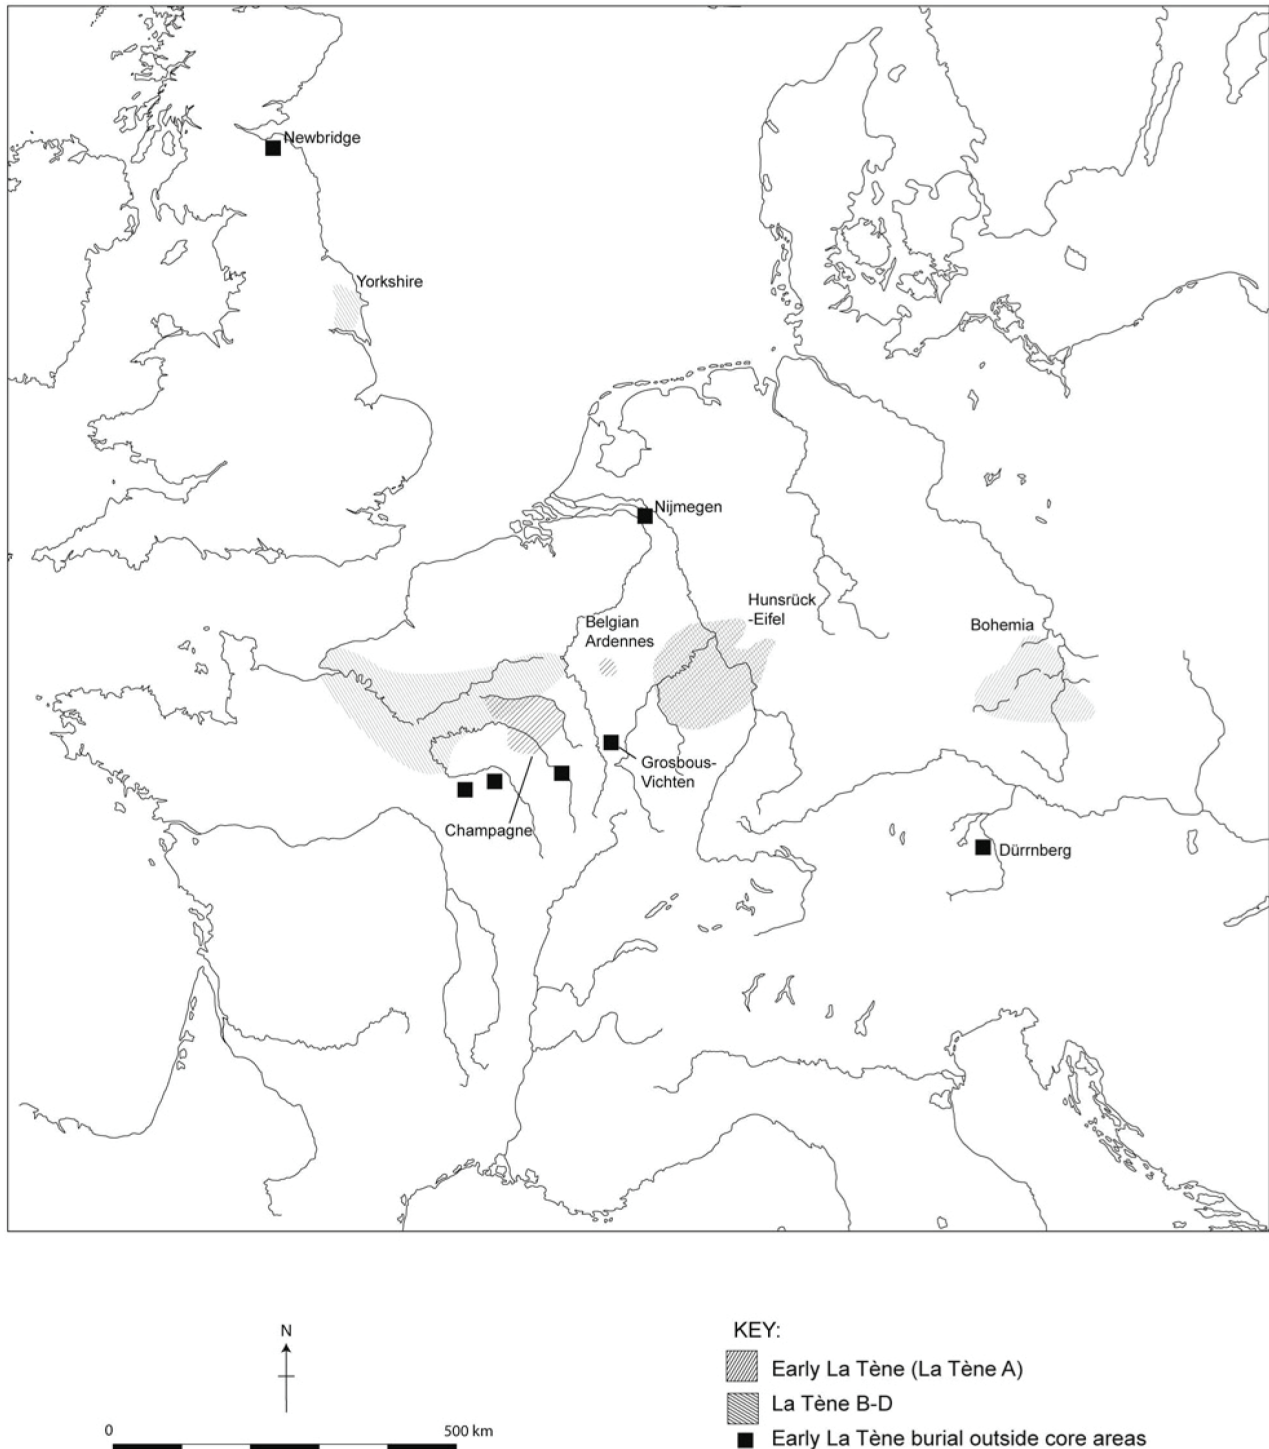 Newbridge
Yorkshire
Nijmegen
Hunsrück
-Eifel
Belgian
Ardennes
Bohemia
Grosbous-
Vichten
Champagne
Dürrnberg
N
0
500 km
KEY:
Early La Tène (La Tène A)
La Tène B-D
Early La Tène burial outside core areas